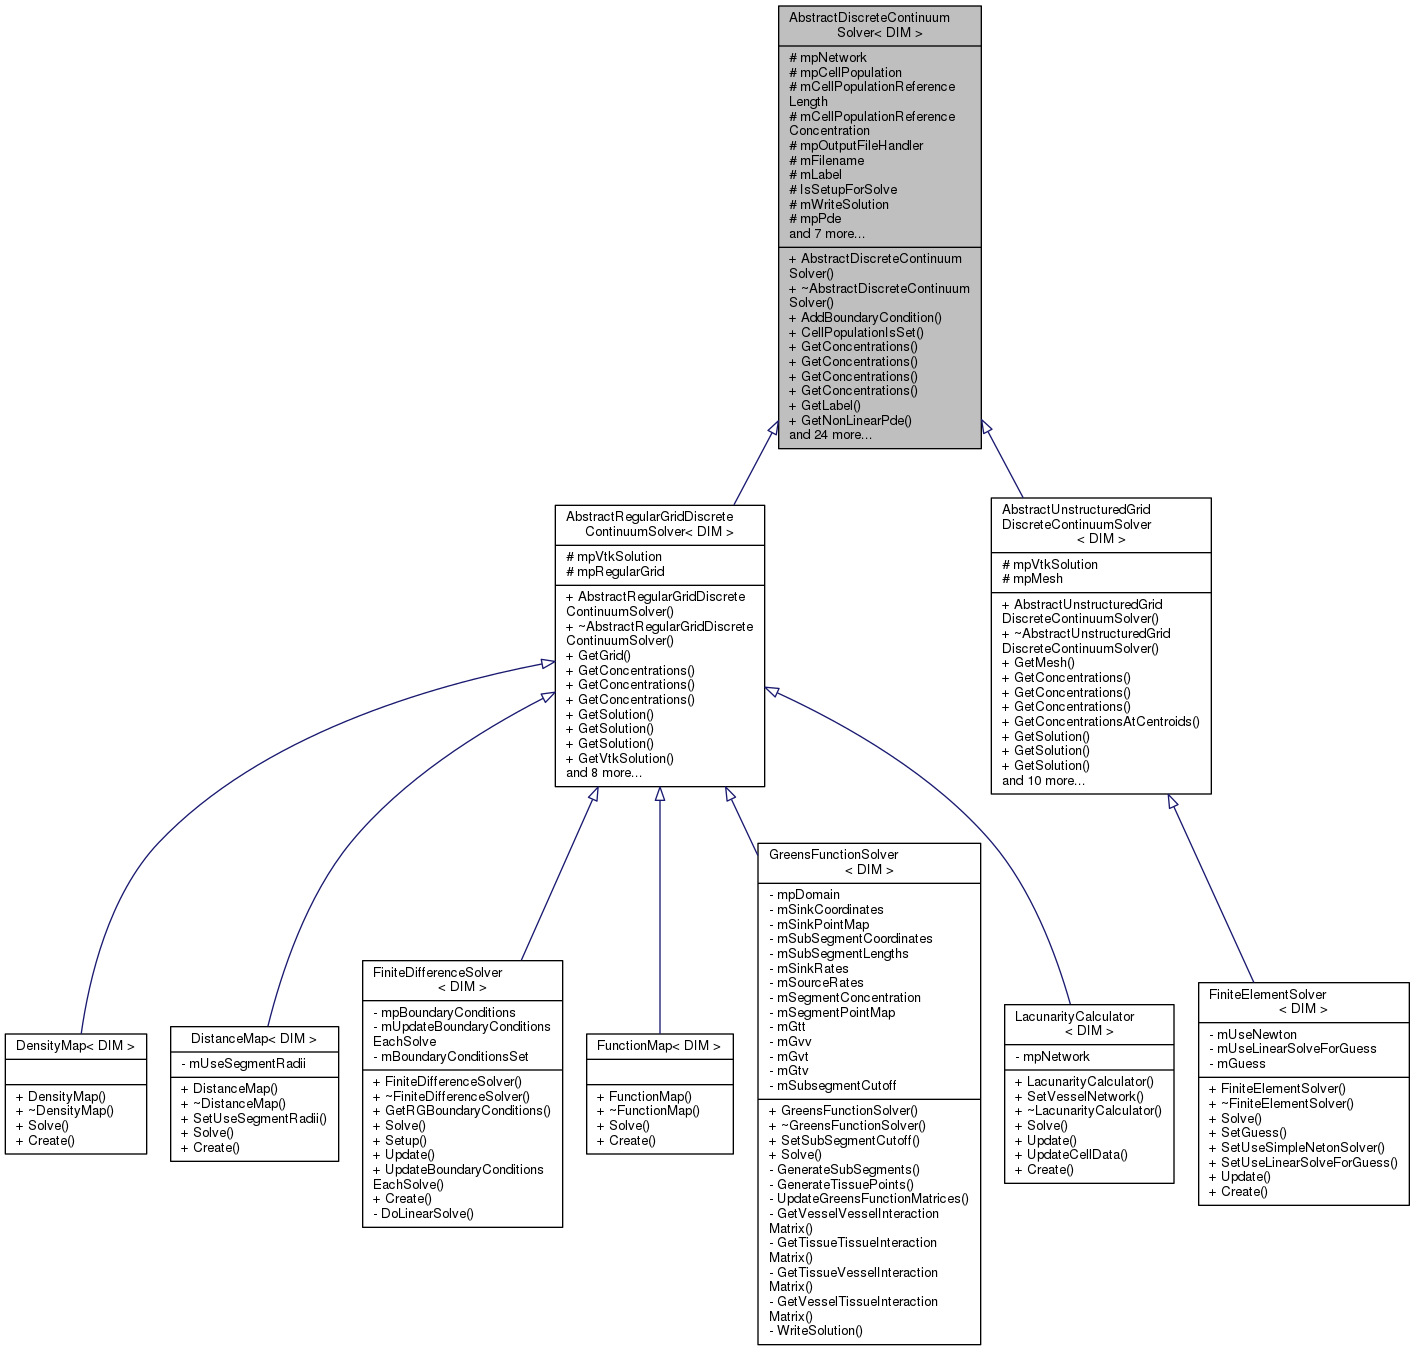 AbstractDiscreteContinuum
Solver< DIM >
# mpNetwork
# mpCellPopulation
# mCellPopulationReference
Length
# mCellPopulationReference
Concentration
# mpOutputFileHandler
# mFilename
# mLabel
# IsSetupForSolve
# mWriteSolution
# mpPde
and 7 more...
+ AbstractDiscreteContinuum
Solver()
+ ~AbstractDiscreteContinuum
Solver()
+ AddBoundaryCondition()
+ CellPopulationIsSet()
+ GetConcentrations()
+ GetConcentrations()
+ GetConcentrations()
+ GetConcentrations()
+ GetLabel()
+ GetNonLinearPde()
and 24 more...
AbstractRegularGridDiscrete
ContinuumSolver< DIM >
# mpVtkSolution
# mpRegularGrid
+ AbstractRegularGridDiscrete
ContinuumSolver()
+ ~AbstractRegularGridDiscrete
ContinuumSolver()
+ GetGrid()
+ GetConcentrations()
+ GetConcentrations()
+ GetConcentrations()
+ GetSolution()
+ GetSolution()
+ GetSolution()
+ GetVtkSolution()
and 8 more...
AbstractUnstructuredGrid
DiscreteContinuumSolver
< DIM >
# mpVtkSolution
# mpMesh
+ AbstractUnstructuredGrid
DiscreteContinuumSolver()
+ ~AbstractUnstructuredGrid
DiscreteContinuumSolver()
+ GetMesh()
+ GetConcentrations()
+ GetConcentrations()
+ GetConcentrations()
+ GetConcentrationsAtCentroids()
+ GetSolution()
+ GetSolution()
+ GetSolution()
and 10 more...
DensityMap< DIM >
+ DensityMap()
+ ~DensityMap()
+ Solve()
+ Create()
DistanceMap< DIM >
- mUseSegmentRadii
+ DistanceMap()
+ ~DistanceMap()
+ SetUseSegmentRadii()
+ Solve()
+ Create()
FiniteDifferenceSolver
< DIM >
- mpBoundaryConditions
- mUpdateBoundaryConditions
EachSolve
- mBoundaryConditionsSet
+ FiniteDifferenceSolver()
+ ~FiniteDifferenceSolver()
+ GetRGBoundaryConditions()
+ Solve()
+ Setup()
+ Update()
+ UpdateBoundaryConditions
EachSolve()
+ Create()
- DoLinearSolve()
FunctionMap< DIM >
+ FunctionMap()
+ ~FunctionMap()
+ Solve()
+ Create()
GreensFunctionSolver
< DIM >
- mpDomain
- mSinkCoordinates
- mSinkPointMap
- mSubSegmentCoordinates
- mSubSegmentLengths
- mSinkRates
- mSourceRates
- mSegmentConcentration
- mSegmentPointMap
- mGtt
- mGvv
- mGvt
- mGtv
- mSubsegmentCutoff
+ GreensFunctionSolver()
+ ~GreensFunctionSolver()
+ SetSubSegmentCutoff()
+ Solve()
- GenerateSubSegments()
- GenerateTissuePoints()
- UpdateGreensFunctionMatrices()
- GetVesselVesselInteraction
Matrix()
- GetTissueTissueInteraction
Matrix()
- GetTissueVesselInteraction
Matrix()
- GetVesselTissueInteraction
Matrix()
- WriteSolution()
LacunarityCalculator
< DIM >
- mpNetwork
+ LacunarityCalculator()
+ SetVesselNetwork()
+ ~LacunarityCalculator()
+ Solve()
+ Update()
+ UpdateCellData()
+ Create()
FiniteElementSolver
< DIM >
- mUseNewton
- mUseLinearSolveForGuess
- mGuess
+ FiniteElementSolver()
+ ~FiniteElementSolver()
+ Solve()
+ SetGuess()
+ SetUseSimpleNetonSolver()
+ SetUseLinearSolveForGuess()
+ Update()
+ Create()